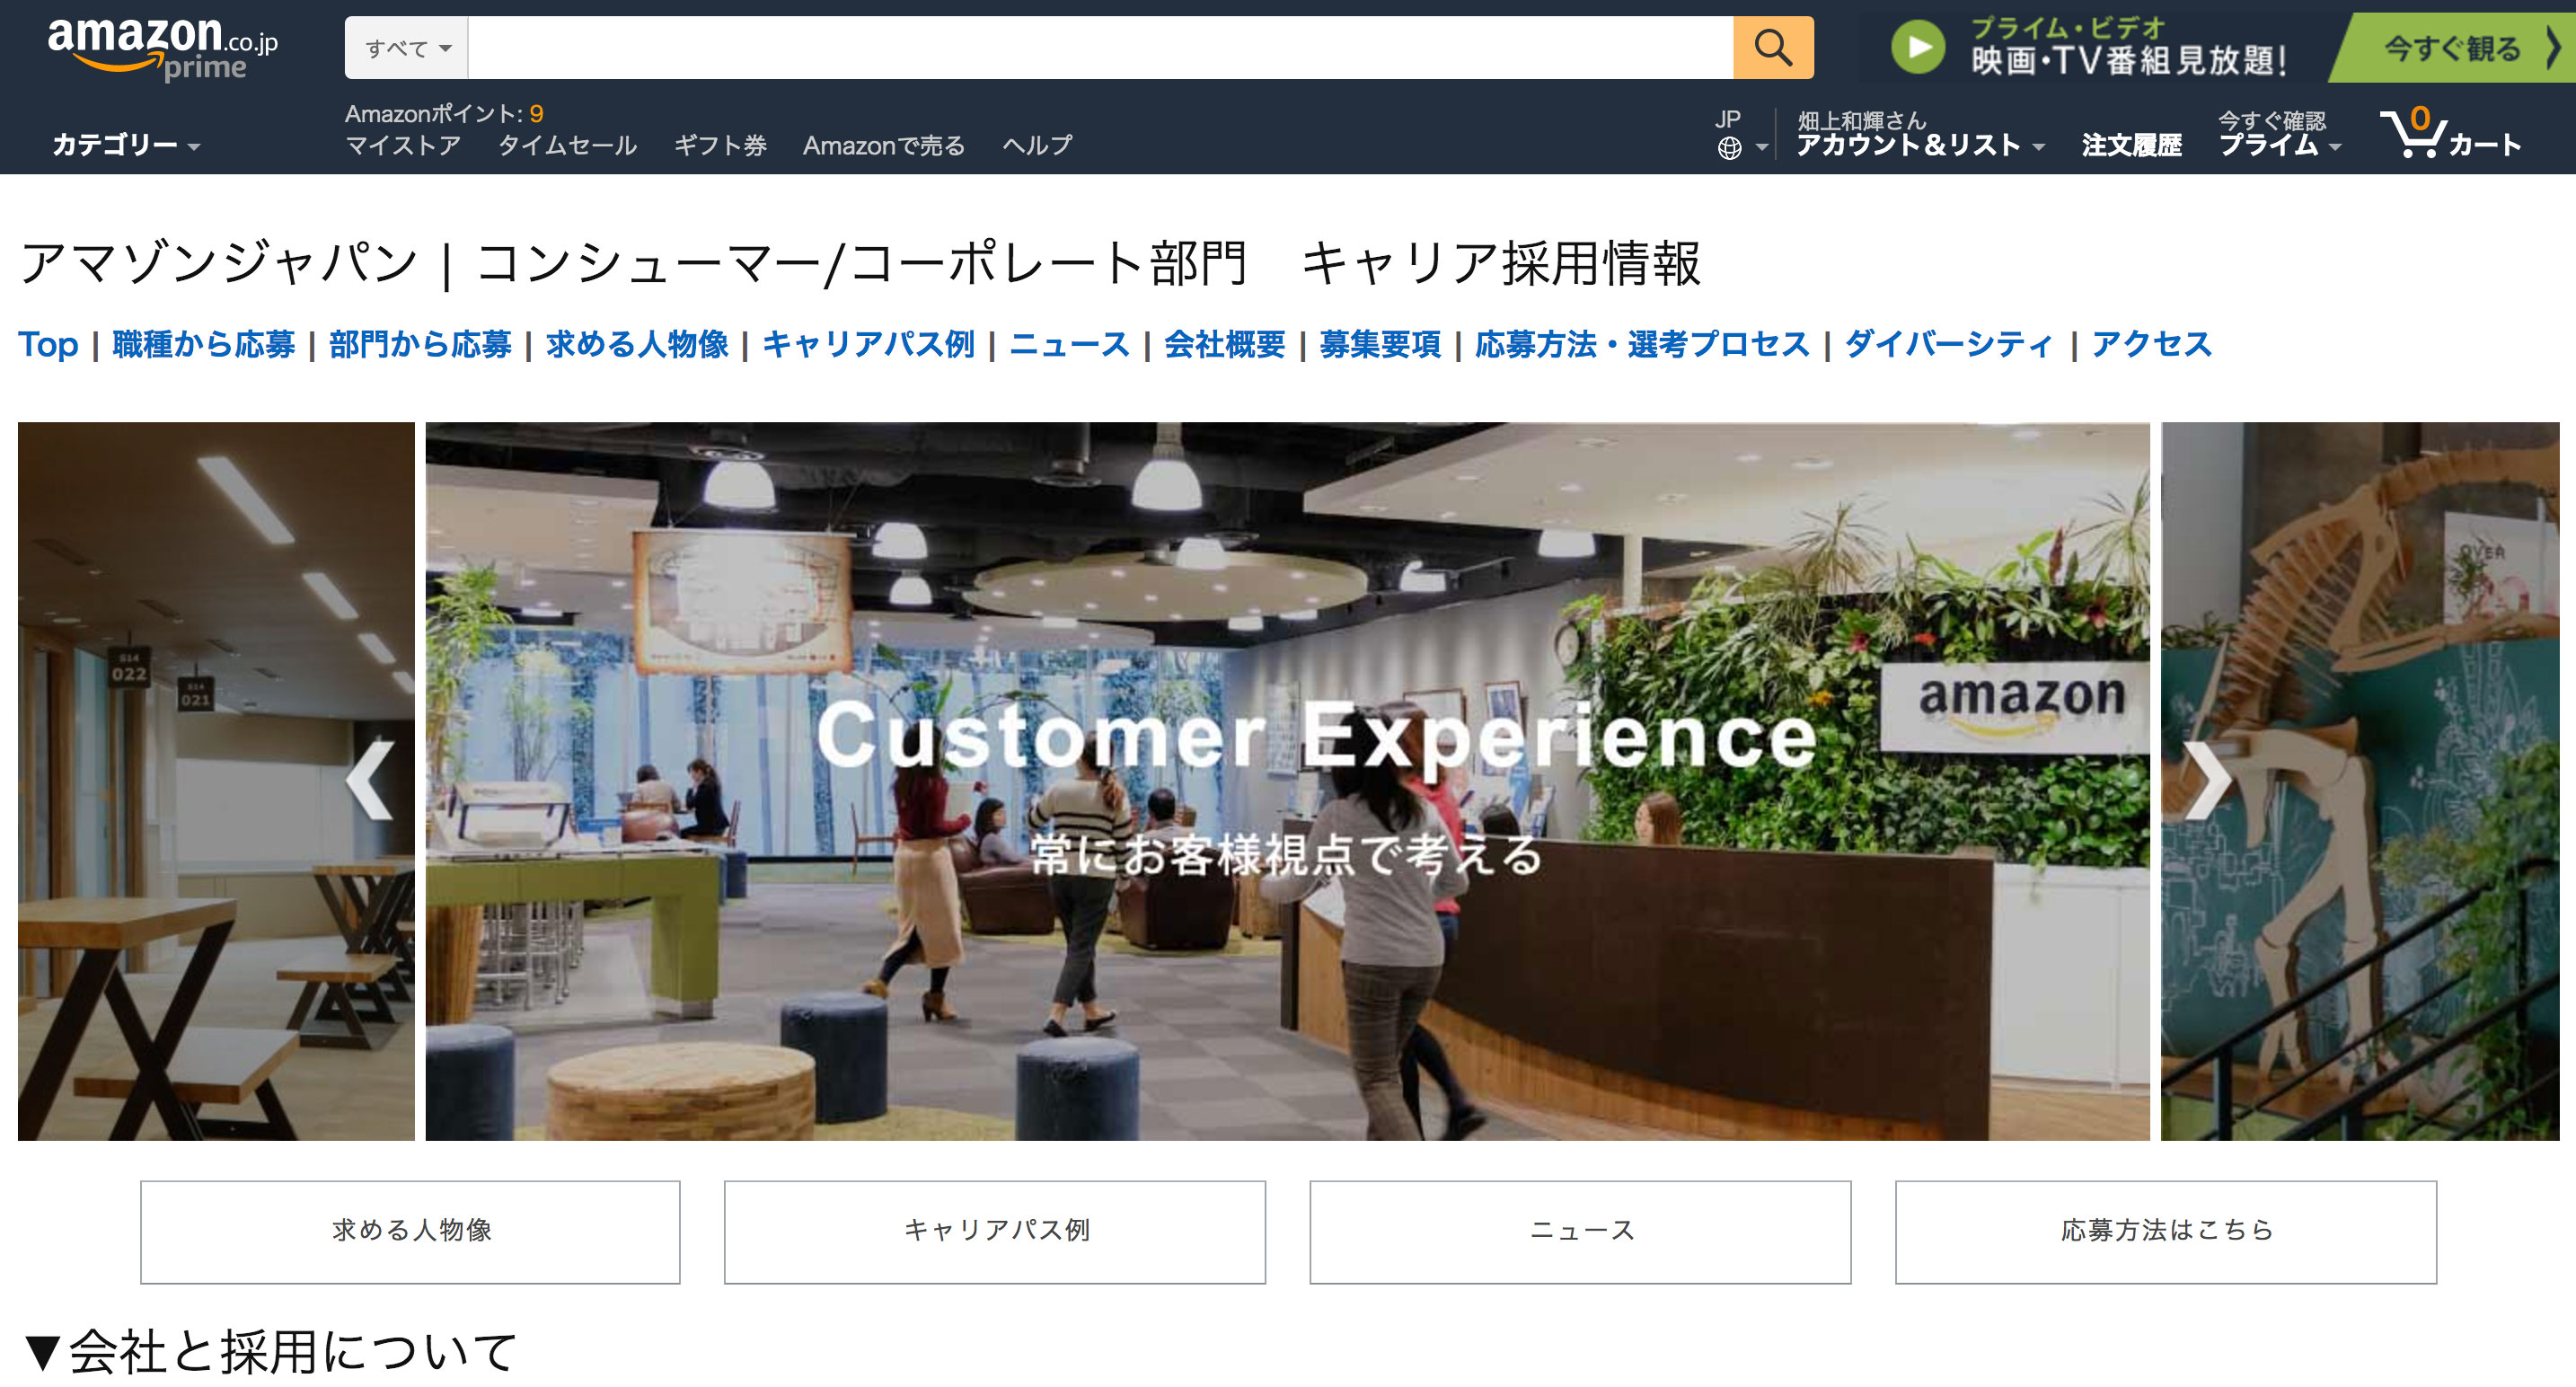 amazon.co.jp
prime
すべて
プライム・ビデオ
映画・TV番組見放題!
今すぐ観る
カテゴリー
Amazonポイント: 9
マイストア タイムセール ギフト券 Amazonで売る ヘルプ
JP
畑上和輝さん
アカウント&リスト
注文履歴
今すぐ確認
プライム
0
カート
アマゾンジャパン | コンシューマー/コーポレート部門 キャリア採用情報
Top | 職種から応募 | 部門から応募 | 求める人物像 | キャリアパス例 | ニュース | 会社概要 | 募集要項 | 応募方法・選考プロセス | ダイバーシティ | アクセス
S14
022
S14
021
amazon
Customer Experience
常にお客様視点で考える
求める人物像
キャリアパス例
ニュース
応募方法はこちら
▼会社と採用について